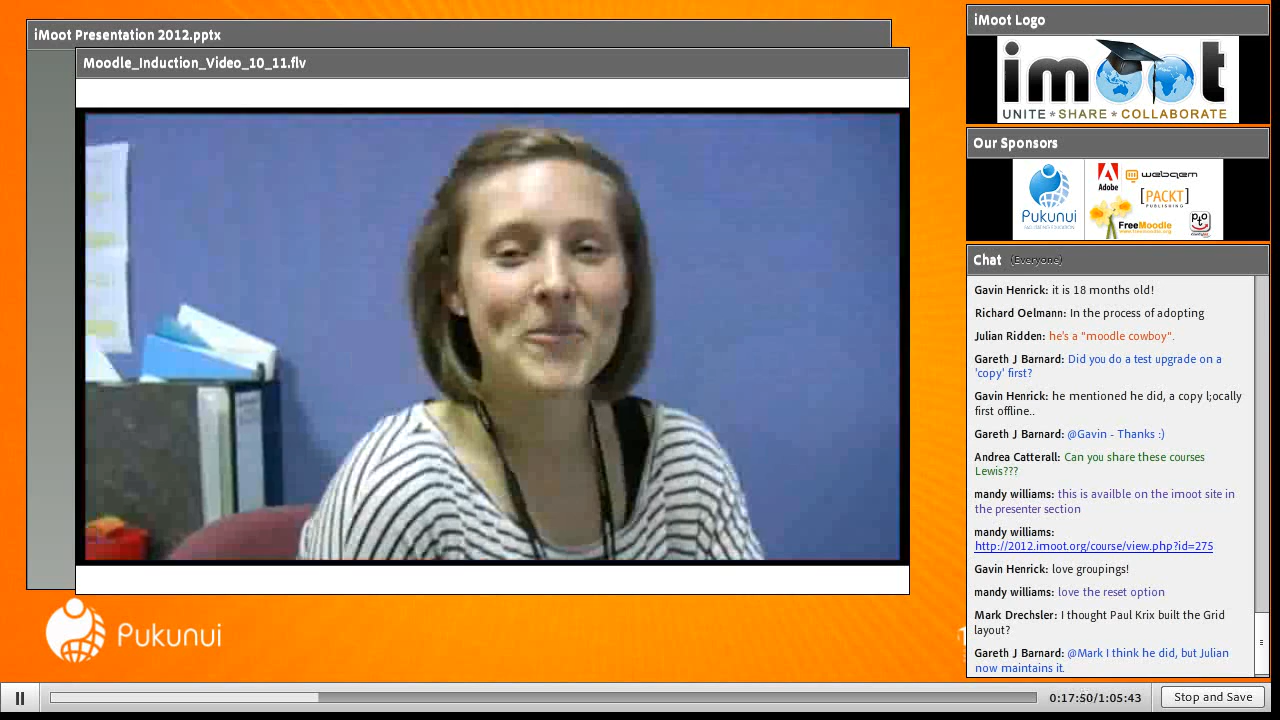 iMoot Presentation 2012.pptx
Moodle_Induction_Video_10_11.flv
Pukunui
0:17:50/1:05:43
Stop and Save
iMoot Logo
imoot
UNITE * SHARE * COLLABORATE
Our Sponsors
Pukunui
Adobe
webqem
[PACKT]
PUBLISHING
FreeMoodle
www.freemoodle.org
Chat (Everyone)
Gavin Henrick: it is 18 months old!
Richard Oelmann: In the process of adopting
Julian Ridden: he's a "moodle cowboy".
Gareth J Barnard: Did you do a test upgrade on a
'copy' first?
Gavin Henrick: he mentioned he did, a copy l;ocally
first offline..
Gareth J Barnard: @Gavin - Thanks :)
Andrea Catterall: Can you share these courses
Lewis???
mandy williams: this is availble on the imoot site in
the presenter section
mandy williams:
http://2012.imoot.org/course/view.php?id=275
Gavin Henrick: love groupings!
mandy williams: love the reset option
Mark Drechsler: I thought Paul Krix built the Grid
layout?
Gareth J Barnard: @Mark I think he did, but Julian
now maintains it.